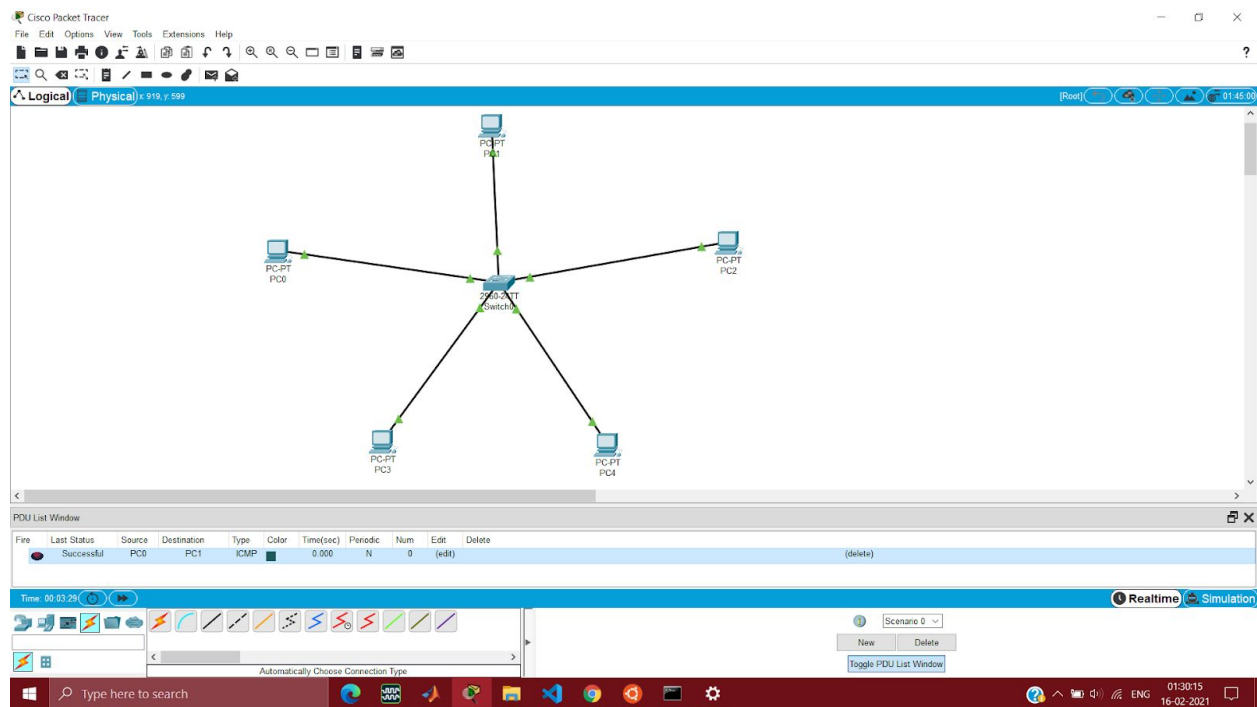 Cisco Packet Tracer
File Edit Options View Tools Extensions Help
?
Logical Physical x: 919, y: 599 [Root] 01:45:00
PC-PT
PC1
PC-PT
PC0
PC-PT
PC2
2960-24TT
Switch0
PC-PT
PC3
PC-PT
PC4
PDU List Window
Fire Last Status Source Destination Type Color Time(sec) Periodic Num Edit Delete
Successful PC0 PC1 ICMP 0.000 N 0 (edit) (delete)
Time: 00:03:29 Realtime Simulation
Scenario 0
New Delete
Toggle PDU List Window
Automatically Choose Connection Type
Type here to search
ENG
01:30:15
16-02-2021